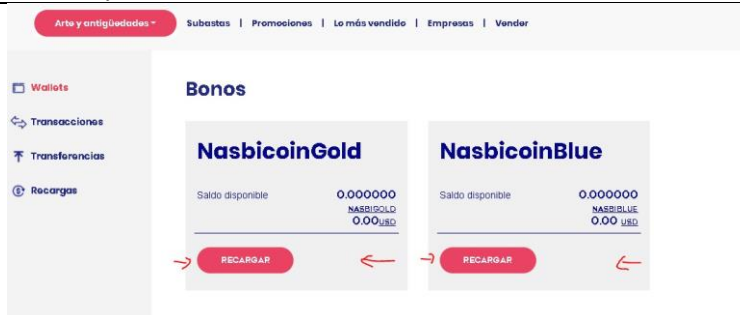 Arte y antigüedades Subastas | Promociones | Lo más vendido | Empresas | Vender
Wallets
Transacciones
Transferencias
Recargas
Bonos
NasbicoinGold
Saldo disponible 0.000000
NASBIGOLD
0.00USD
RECARGAR
NasbicoinBlue
Saldo disponible 0.000000
NASBIBLUE
0.00 USD
RECARGAR